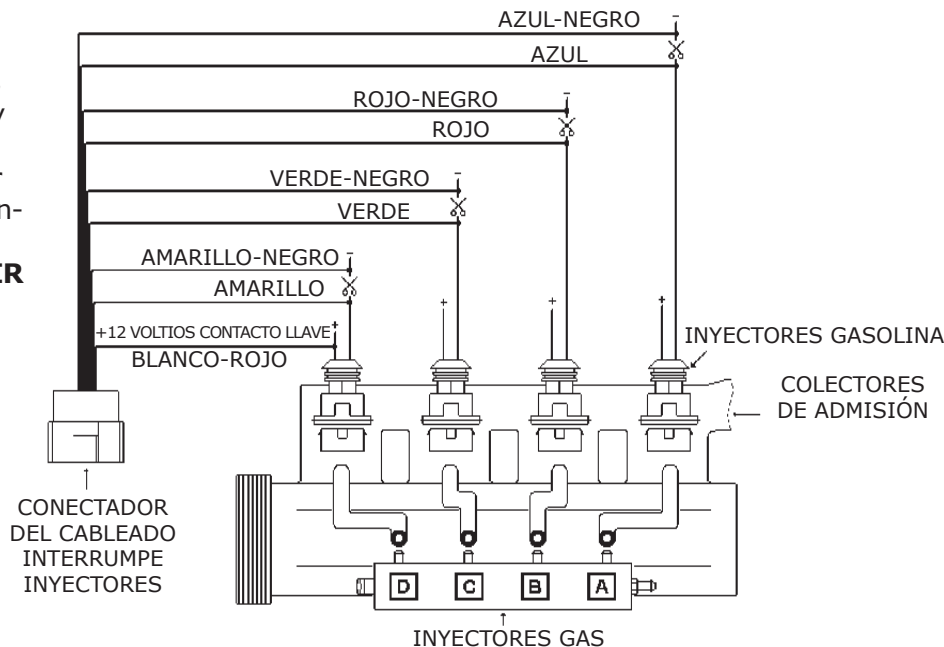 AZUL-NEGRO
AZUL
ROJO-NEGRO
ROJO
VERDE-NEGRO
VERDE
AMARILLO-NEGRO
AMARILLO
+12 VOLTIOS CONTACTO LLAVE
BLANCO-ROJO
INYECTORES GASOLINA
COLECTORES
DE ADMISIÓN
CONECTADOR
DEL CABLEADO
INTERRUMPE
INYECTORES
D C B A
INYECTORES GAS